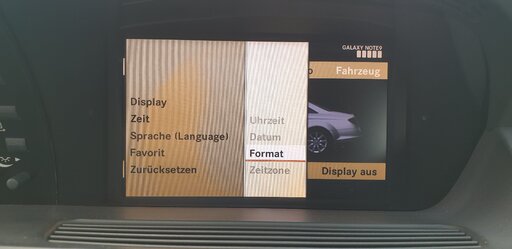 GALAXY NOTE9
Fahrzeug
Display
Zeit
Uhrzeit
Sprache (Language)
Datum
Favorit
Format
Zurücksetzen
Zeitzone
Display aus